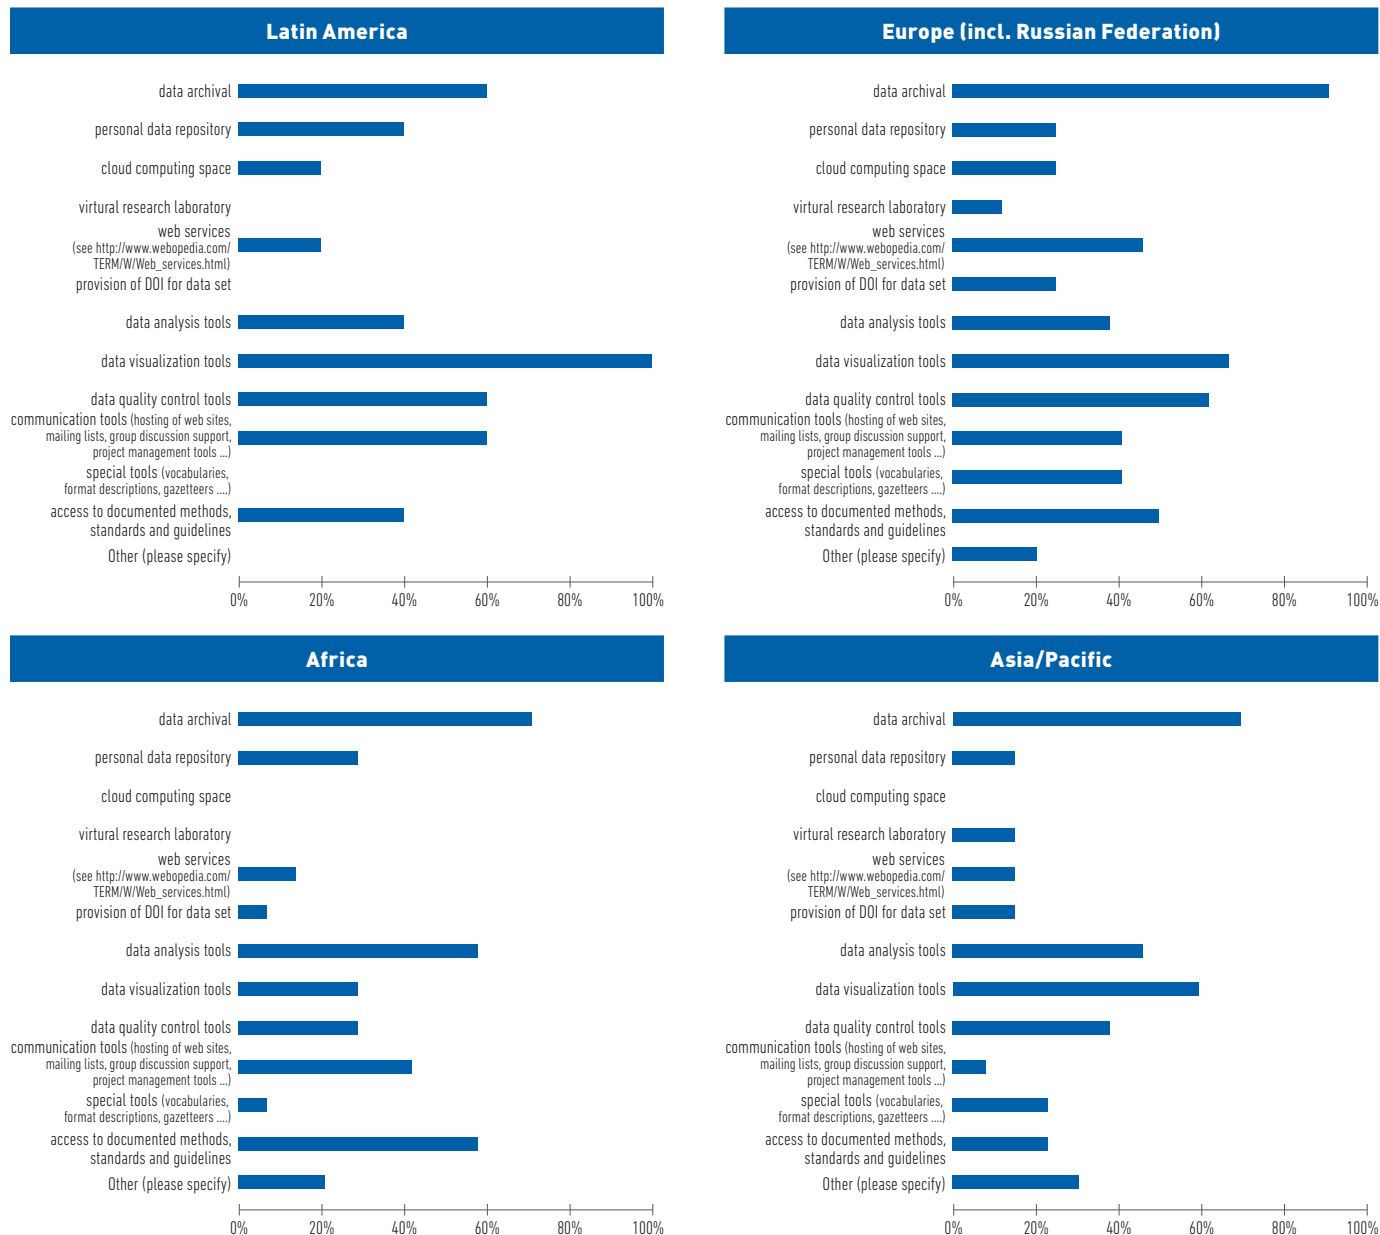 Latin America
data archival
personal data repository
cloud computing space
virtural research laboratory
web services
(see http://www.webopedia.com/
TERM/W/Web_services.html)
provision of DOI for data set
data analysis tools
data visualization tools
data quality control tools
communication tools (hosting of web sites,
mailing lists, group discussion support,
project management tools ...)
special tools (vocabularies,
format descriptions, gazetteers ....)
access to documented methods,
standards and guidelines
Other (please specify)
0% 20% 40% 60% 80% 100%
Europe (incl. Russian Federation)
data archival
personal data repository
cloud computing space
virtural research laboratory
web services
(see http://www.webopedia.com/
TERM/W/Web_services.html)
provision of DOI for data set
data analysis tools
data visualization tools
data quality control tools
communication tools (hosting of web sites,
mailing lists, group discussion support,
project management tools ...)
special tools (vocabularies,
format descriptions, gazetteers ....)
access to documented methods,
standards and guidelines
Other (please specify)
0% 20% 40% 60% 80% 100%
Africa
data archival
personal data repository
cloud computing space
virtural research laboratory
web services
(see http://www.webopedia.com/
TERM/W/Web_services.html)
provision of DOI for data set
data analysis tools
data visualization tools
data quality control tools
communication tools (hosting of web sites,
mailing lists, group discussion support,
project management tools ...)
special tools (vocabularies,
format descriptions, gazetteers ....)
access to documented methods,
standards and guidelines
Other (please specify)
0% 20% 40% 60% 80% 100%
Asia/Pacific
data archival
personal data repository
cloud computing space
virtural research laboratory
web services
(see http://www.webopedia.com/
TERM/W/Web_services.html)
provision of DOI for data set
data analysis tools
data visualization tools
data quality control tools
communication tools (hosting of web sites,
mailing lists, group discussion support,
project management tools ...)
special tools (vocabularies,
format descriptions, gazetteers ....)
access to documented methods,
standards and guidelines
Other (please specify)
0% 20% 40% 60% 80% 100%